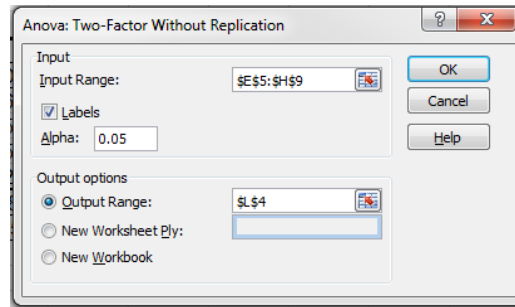 Anova: Two-Factor Without Replication
?
X
Input
Input Range:
$E$5:$H$9
Labels
Alpha:
0.05
OK
Cancel
Help
Output options
Output Range:
$L$4
New Worksheet Ply:
New Workbook